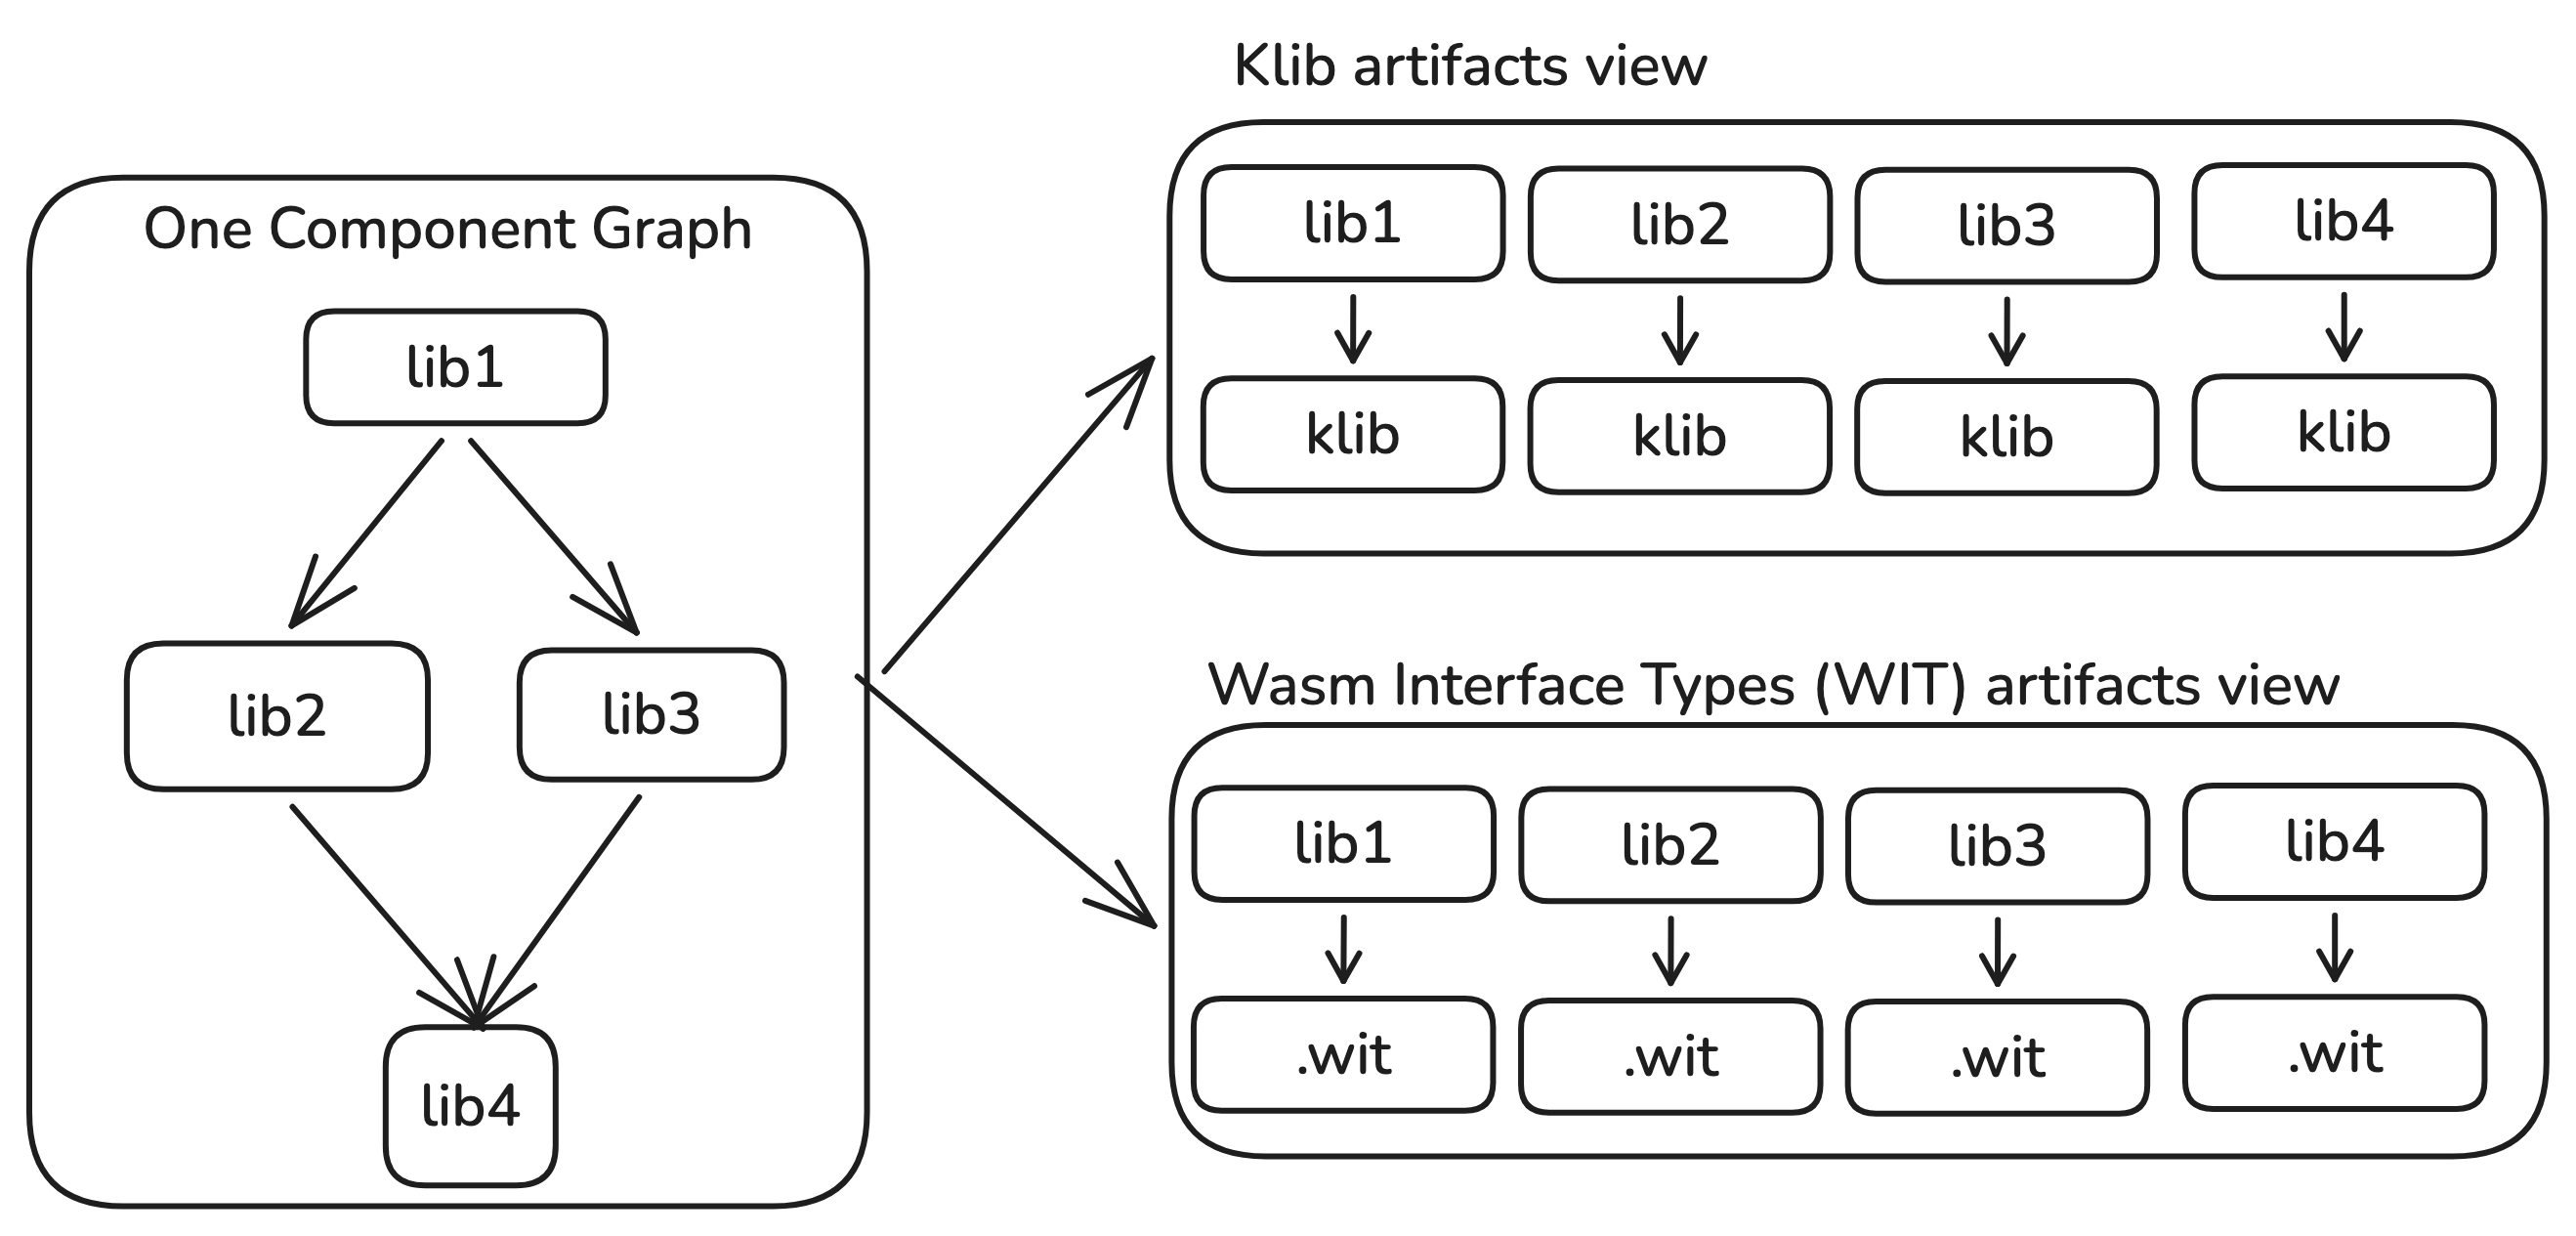 One Component Graph
lib1
lib2
lib3
lib4
Klib artifacts view
lib1
lib2
lib3
lib4
klib
klib
klib
klib
Wasm Interface Types (WIT) artifacts view
lib1
lib2
lib3
lib4
.wit
.wit
.wit
.wit